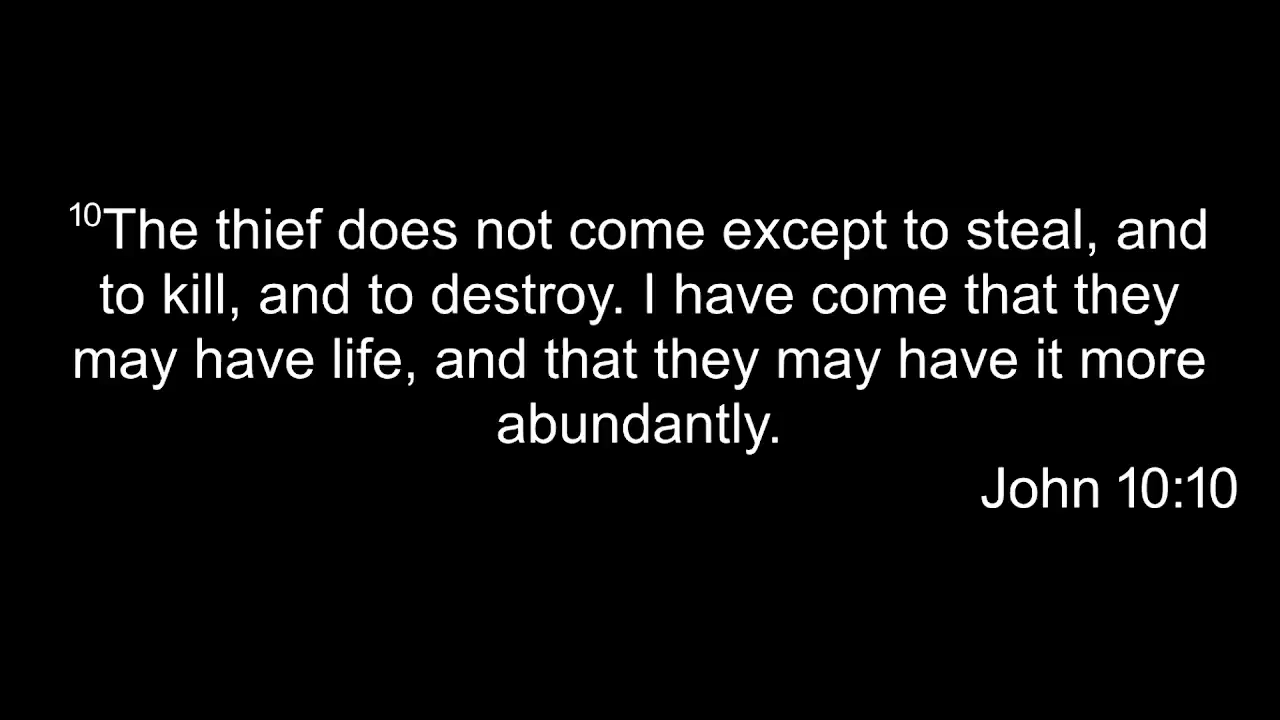 ¹⁰The thief does not come except to steal, and
to kill, and to destroy. I have come that they
may have life, and that they may have it more
abundantly.
John 10:10